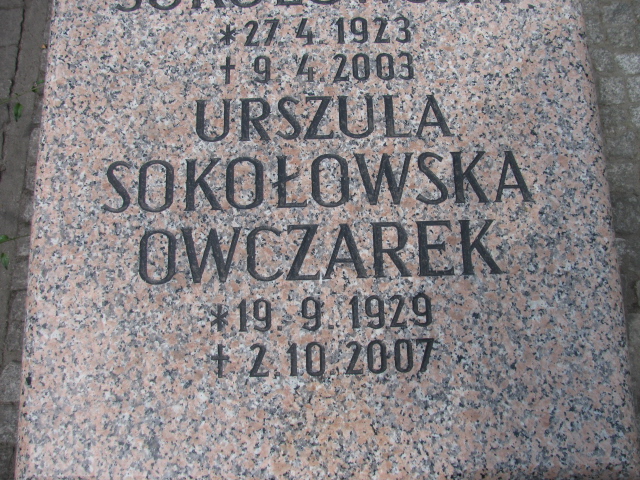 *27 4 1923
† 9 4 2003
URSZULA
SOKOŁOWSKA
OWCZAREK
*19. 9. 1929
† 2.10 2007